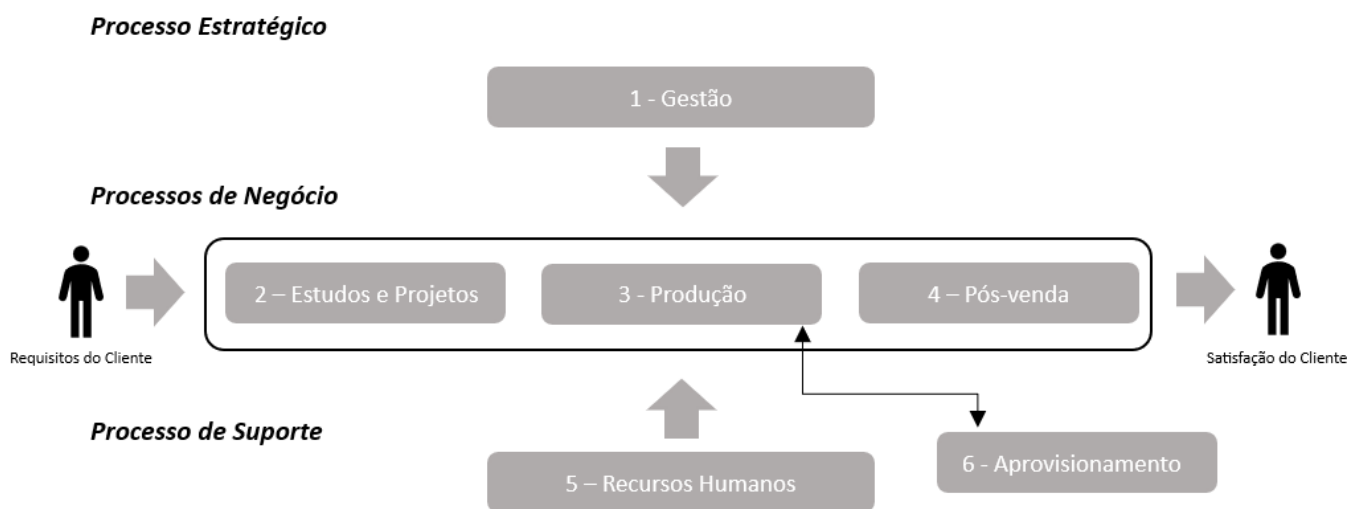 Processo Estratégico
1 - Gestão
Processos de Negócio
2 – Estudos e Projetos
3 - Produção
4 – Pós-venda
Requisitos do Cliente
Satisfação do Cliente
Processo de Suporte
5 – Recursos Humanos
6 - Aprovisionamento